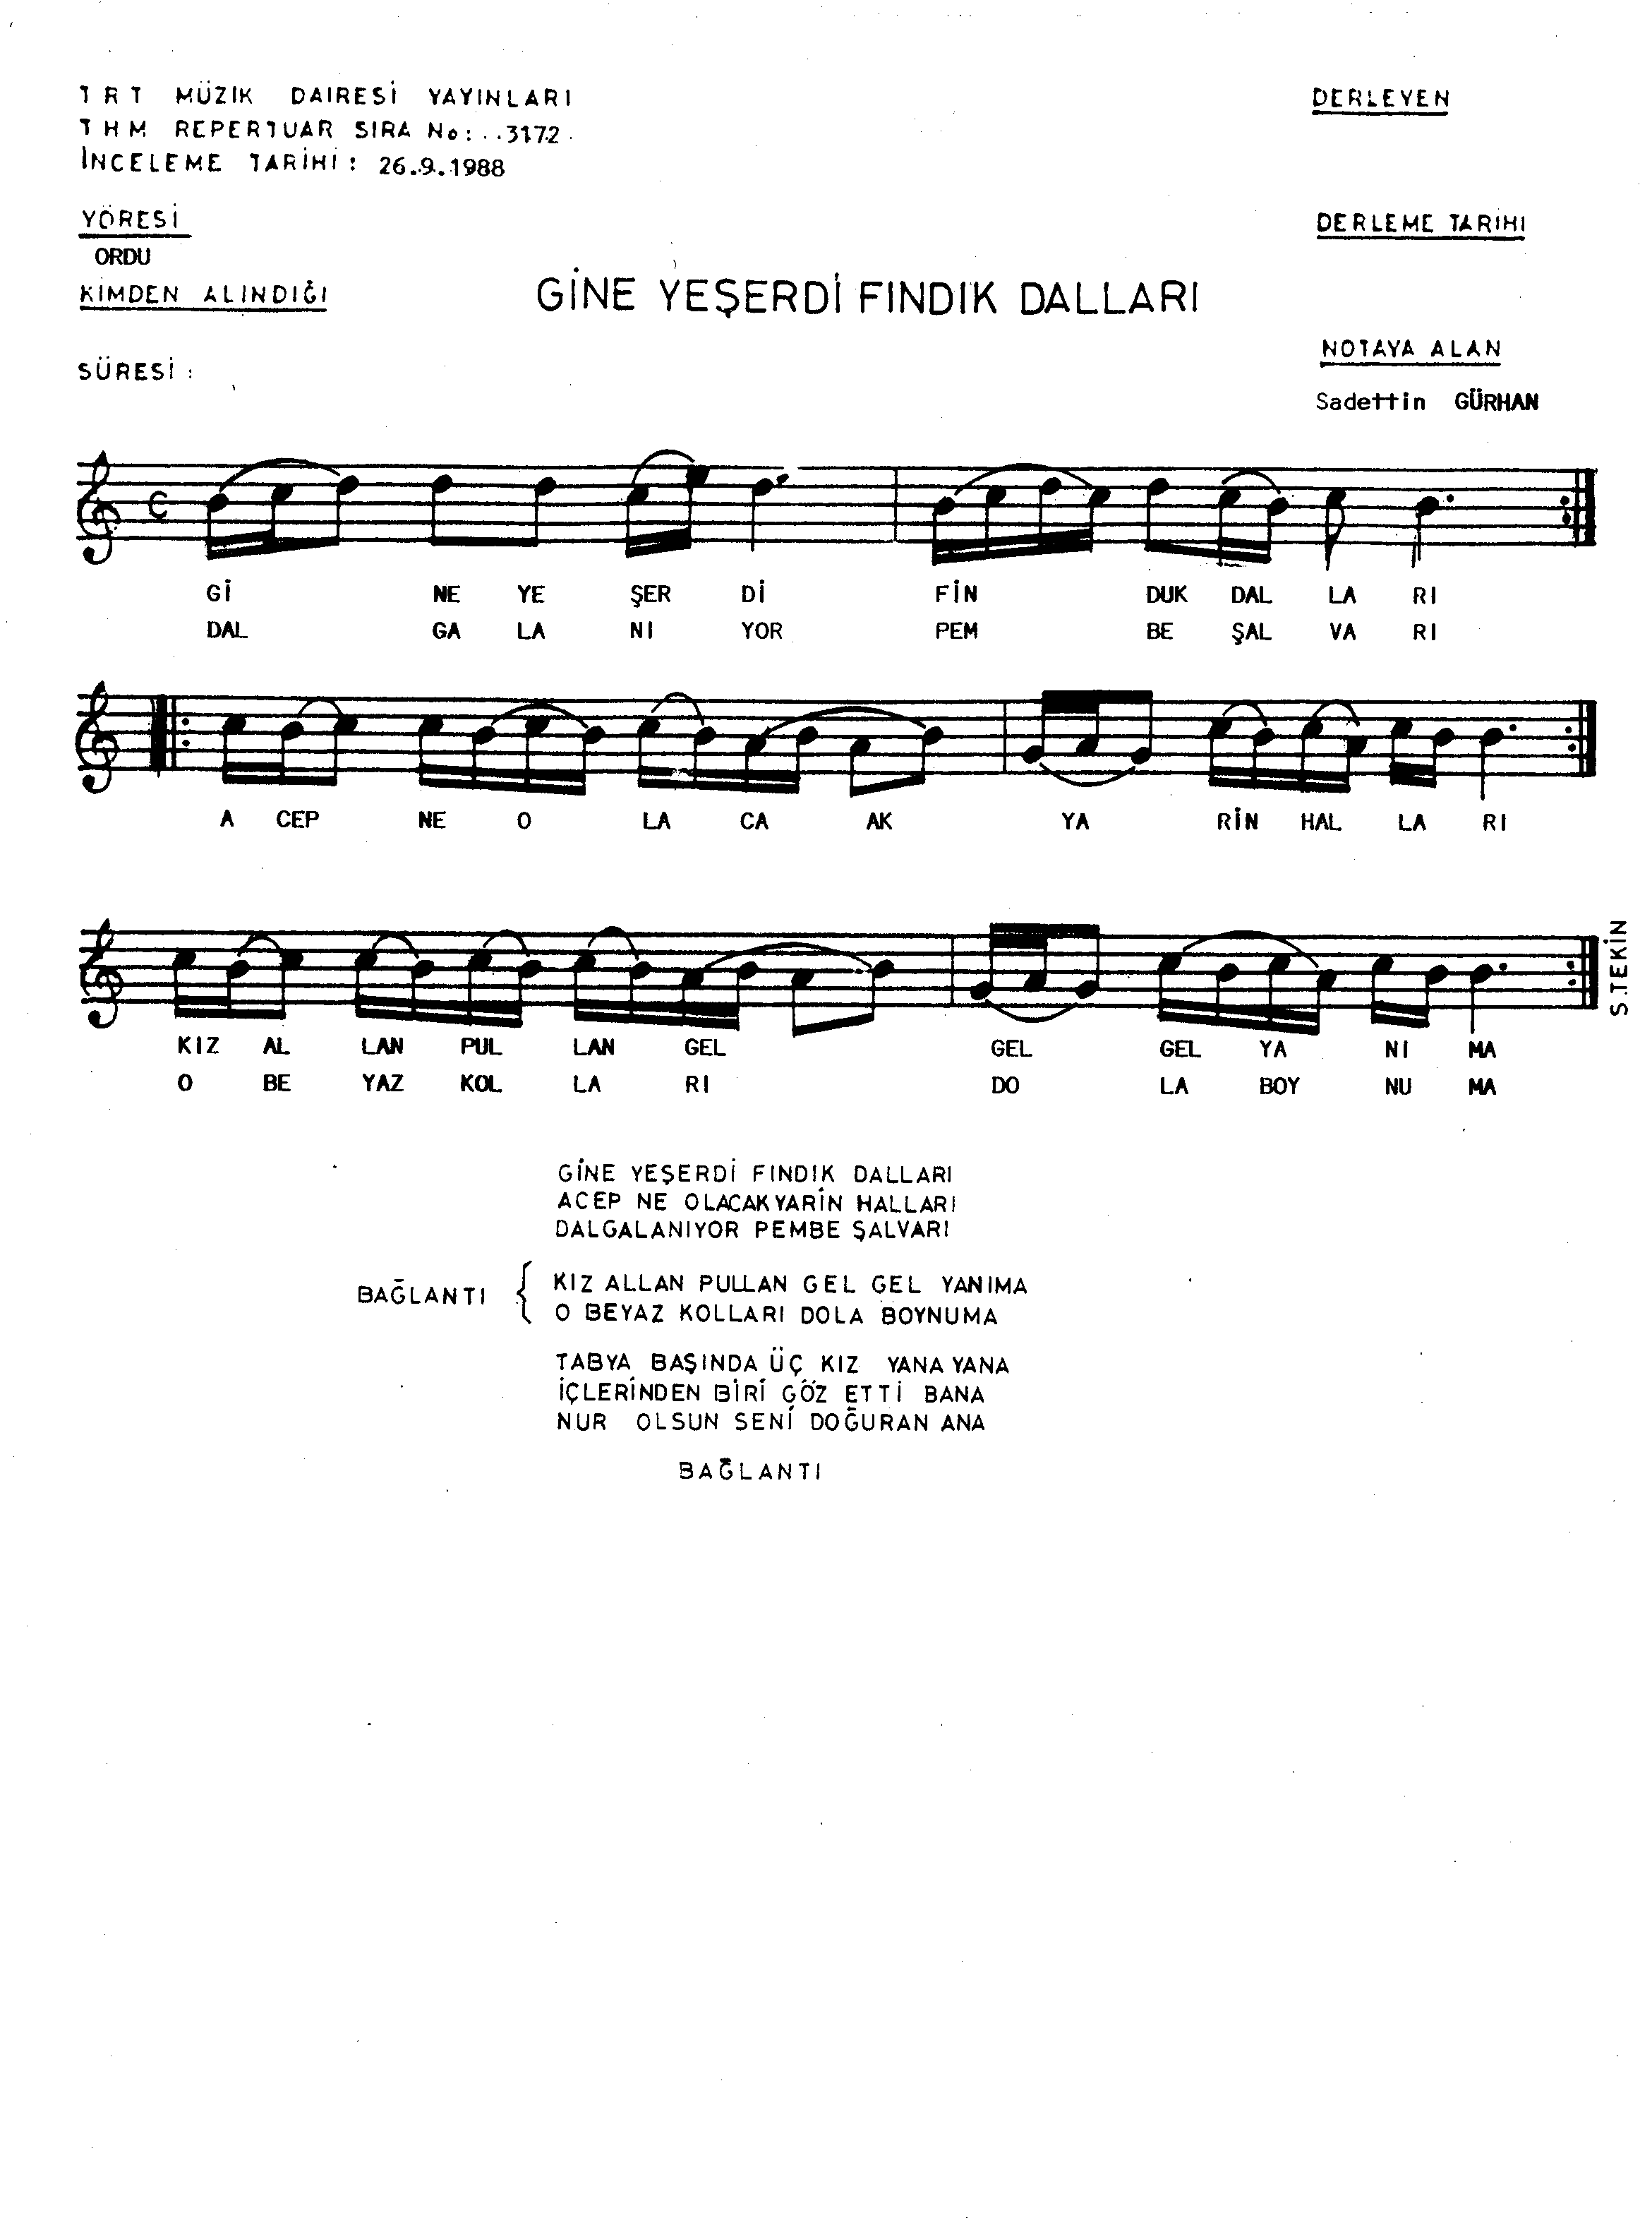 TRT MÜZIK DAIRESİ YAYINLARI
THM REPERTUAR SIRA No: ..3172.
İNCELEME TARİHİ: 26.9.1988
DERLEYEN
YÖRESİ
ORDU
DERLEME TARIHI
KİMDEN ALINDIĞI
GİNE YEŞERDİ FINDIK DALLARI
NOTAYA ALAN
SÜRESİ:
Sadettin GÜRHAN
Gİ NE YE ŞER Dİ FİN DUK DAL LA RI
DAL GA LA NI YOR PEM BE ŞAL VA RI
A CEP NE O LA CA AK YA RİN HAL LA RI
S.TEKİN
KIZ AL LAN PUL LAN GEL GEL GEL YA NI MA
O BE YAZ KOL LA RI DO LA BOY NU MA
GİNE YEŞERDİ FINDIK DALLARI
ACEP NE OLACAK YARİN HALLARI
DALGALANIYOR PEMBE ŞALVARI
BAĞLANTI { KIZ ALLAN PULLAN GEL GEL YANIMA
O BEYAZ KOLLARI DOLA BOYNUMA
TABYA BAŞINDA ÜÇ KIZ YANA YANA
İÇLERİNDEN BİRİ GÖZ ETTİ BANA
NUR OLSUN SENİ DOĞURAN ANA
BAĞLANTI